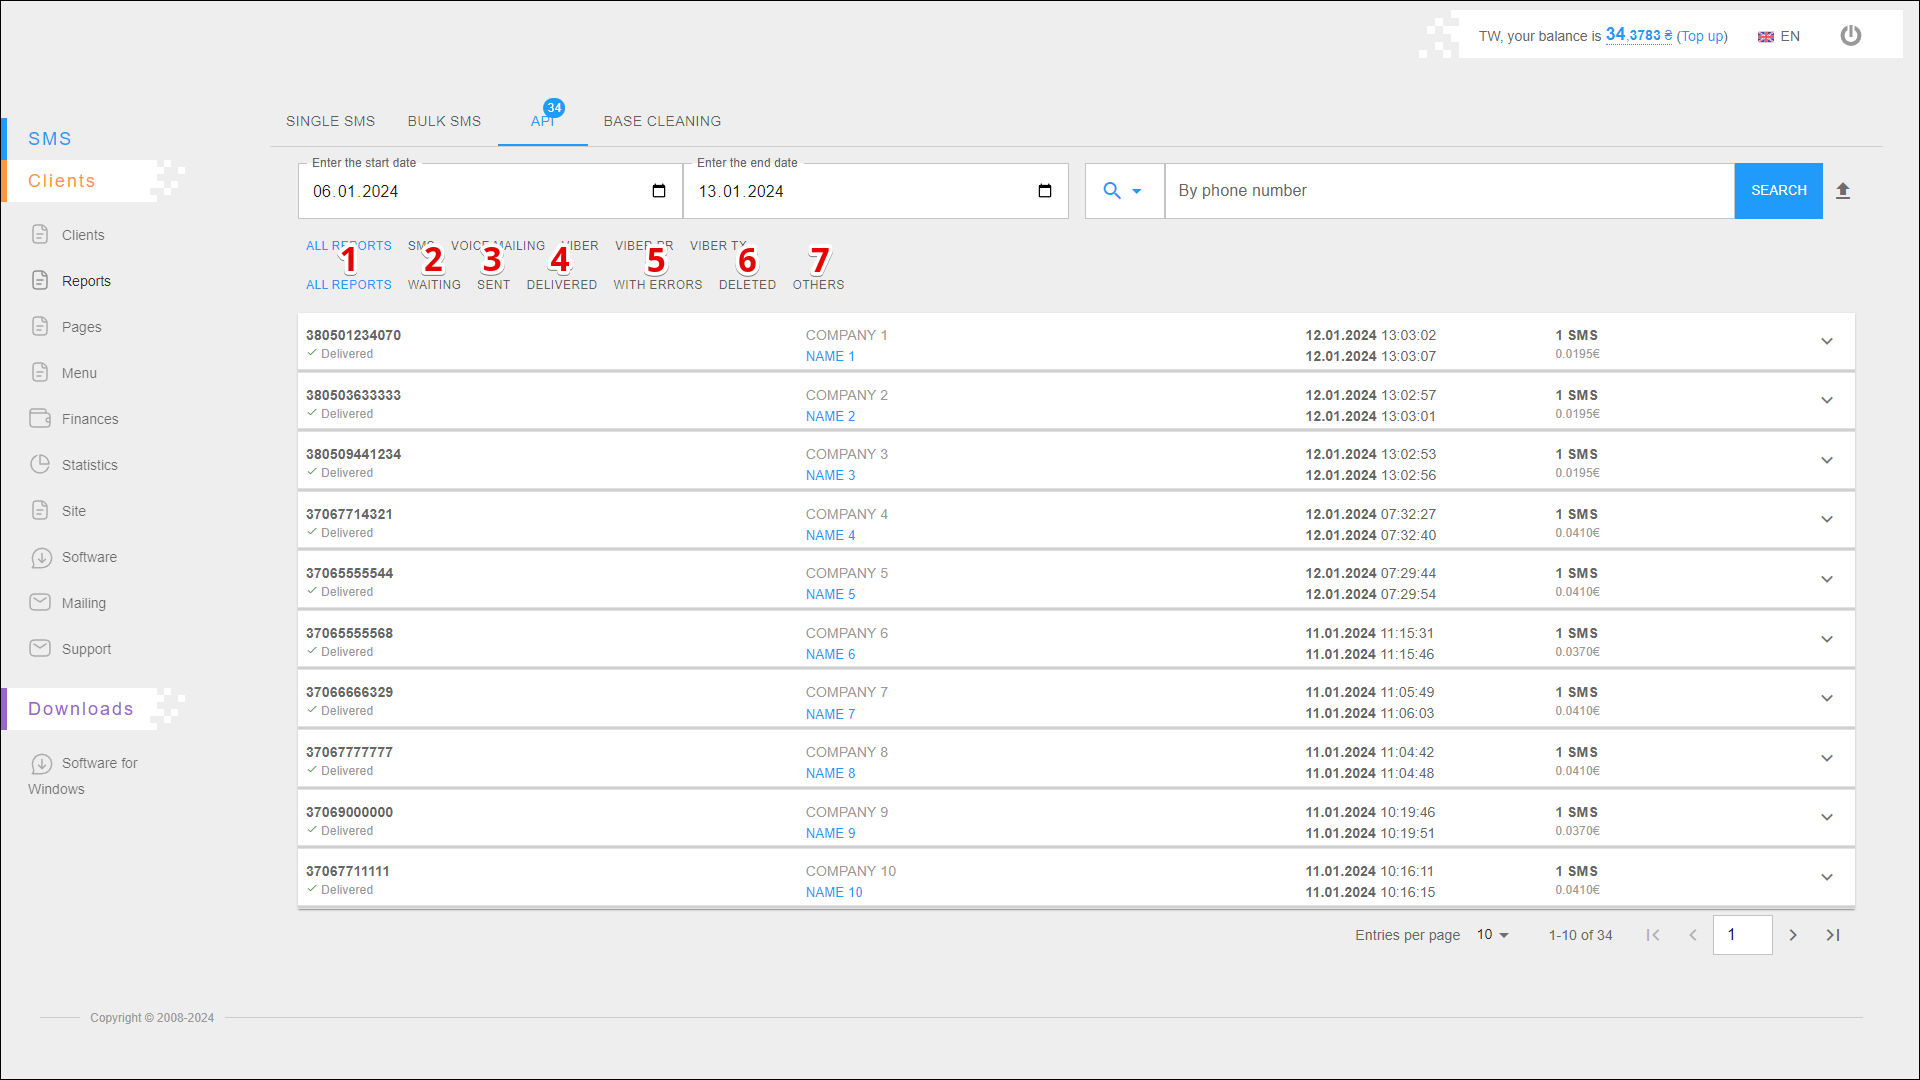 TW, your balance is 34,3783 ₴ (Top up) EN
34
SINGLE SMS BULK SMS API BASE CLEANING
SMS
Clients
Clients
Reports
Pages
Menu
Finances
Statistics
Site
Software
Mailing
Support
Downloads
Software for
Windows
Enter the start date Enter the end date
06.01.2024 13.01.2024 By phone number SEARCH
ALL REPORTS SMS VOICE MAILING VIBER VIBER PR VIBER TX
1 2 3 4 5 6 7
ALL REPORTS WAITING SENT DELIVERED WITH ERRORS DELETED OTHERS
380501234070 COMPANY 1 12.01.2024 13:03:02 1 SMS
Delivered NAME 1 12.01.2024 13:03:07 0.0195€
380503633333 COMPANY 2 12.01.2024 13:02:57 1 SMS
Delivered NAME 2 12.01.2024 13:03:01 0.0195€
380509441234 COMPANY 3 12.01.2024 13:02:53 1 SMS
Delivered NAME 3 12.01.2024 13:02:56 0.0195€
37067714321 COMPANY 4 12.01.2024 07:32:27 1 SMS
Delivered NAME 4 12.01.2024 07:32:40 0.0410€
37065555544 COMPANY 5 12.01.2024 07:29:44 1 SMS
Delivered NAME 5 12.01.2024 07:29:54 0.0410€
37065555568 COMPANY 6 11.01.2024 11:15:31 1 SMS
Delivered NAME 6 11.01.2024 11:15:46 0.0370€
37066666329 COMPANY 7 11.01.2024 11:05:49 1 SMS
Delivered NAME 7 11.01.2024 11:06:03 0.0410€
37067777777 COMPANY 8 11.01.2024 11:04:42 1 SMS
Delivered NAME 8 11.01.2024 11:04:48 0.0410€
37069000000 COMPANY 9 11.01.2024 10:19:46 1 SMS
Delivered NAME 9 11.01.2024 10:19:51 0.0370€
37067711111 COMPANY 10 11.01.2024 10:16:11 1 SMS
Delivered NAME 10 11.01.2024 10:16:15 0.0410€
Entries per page 10 1-10 of 34 1
Copyright © 2008-2024